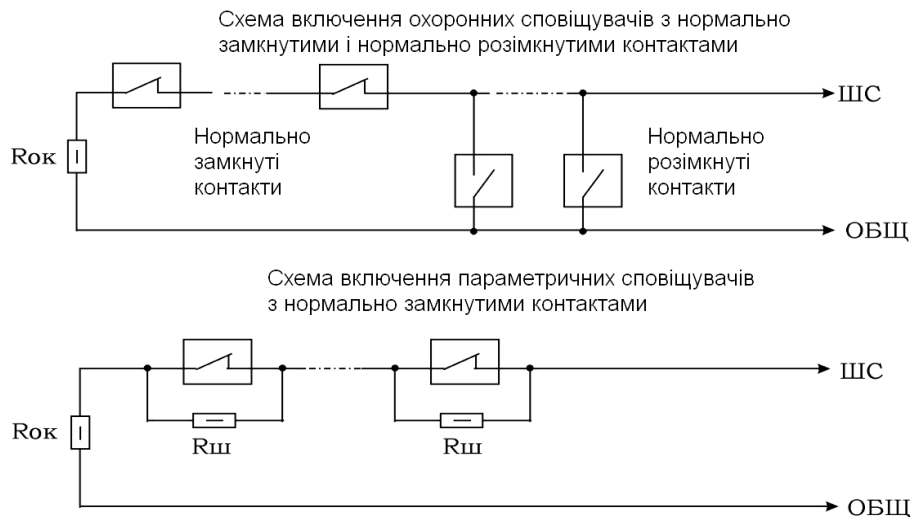 Схема включення охоронних сповіщувачів з нормально
замкнутими і нормально розімкнутими контактами
ШС
Rок
Нормально
замкнуті
контакти
Нормально
розімкнуті
контакти
ОБЩ
Схема включення параметричних сповіщувачів
з нормально замкнутими контактами
ШС
Rок
Rш
Rш
ОБЩ